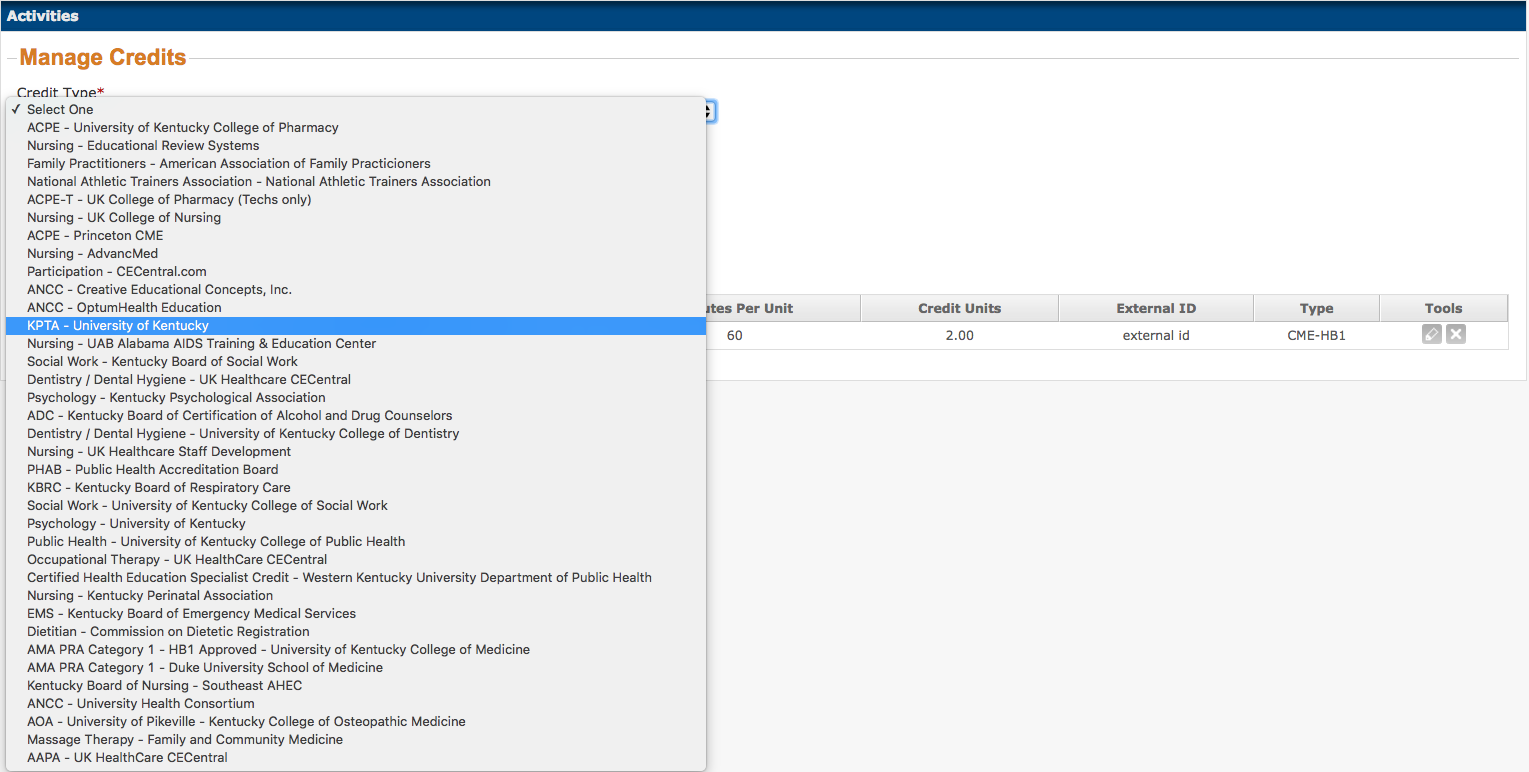 Activities
Manage Credits
Credit Type*
✓ Select One
ACPE - University of Kentucky College of Pharmacy
Nursing - Educational Review Systems
Family Practitioners - American Association of Family Practicioners
National Athletic Trainers Association - National Athletic Trainers Association
ACPE-T - UK College of Pharmacy (Techs only)
Nursing - UK College of Nursing
ACPE - Princeton CME
Nursing - AdvancMed
Participation - CECentral.com
ANCC - Creative Educational Concepts, Inc.
ANCC - OptumHealth Education
KPTA - University of Kentucky
Nursing - UAB Alabama AIDS Training & Education Center
Social Work - Kentucky Board of Social Work
Dentistry / Dental Hygiene - UK Healthcare CECentral
Psychology - Kentucky Psychological Association
ADC - Kentucky Board of Certification of Alcohol and Drug Counselors
Dentistry / Dental Hygiene - University of Kentucky College of Dentistry
Nursing - UK Healthcare Staff Development
PHAB - Public Health Accreditation Board
KBRC - Kentucky Board of Respiratory Care
Social Work - University of Kentucky College of Social Work
Psychology - University of Kentucky
Public Health - University of Kentucky College of Public Health
Occupational Therapy - UK HealthCare CECentral
Certified Health Education Specialist Credit - Western Kentucky University Department of Public Health
Nursing - Kentucky Perinatal Association
EMS - Kentucky Board of Emergency Medical Services
Dietitian - Commission on Dietetic Registration
AMA PRA Category 1 - HB1 Approved - University of Kentucky College of Medicine
AMA PRA Category 1 - Duke University School of Medicine
Kentucky Board of Nursing - Southeast AHEC
ANCC - University Health Consortium
AOA - University of Pikeville - Kentucky College of Osteopathic Medicine
Massage Therapy - Family and Community Medicine
AAPA - UK HealthCare CECentral
utes Per Unit Credit Units External ID Type Tools
60 2.00 external id CME-HB1